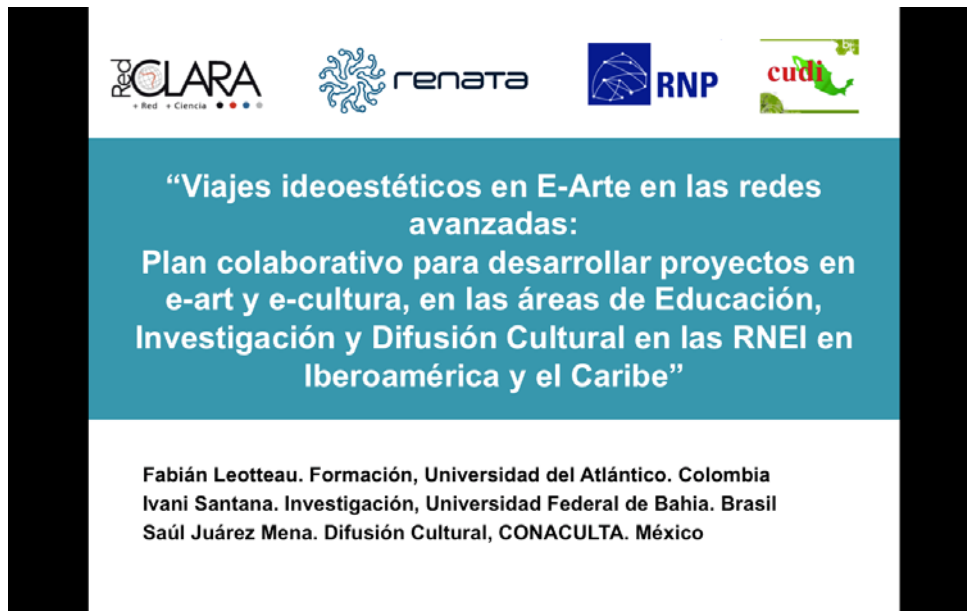 Red CLARA
+ Red + Ciencia
renata
RNP
cudi
“Viajes ideoestéticos en E-Arte en las redes
avanzadas:
Plan colaborativo para desarrollar proyectos en
e-art y e-cultura, en las áreas de Educación,
Investigación y Difusión Cultural en las RNEI en
Iberoamérica y el Caribe”
Fabián Leotteau. Formación, Universidad del Atlántico. Colombia
Ivani Santana. Investigación, Universidad Federal de Bahia. Brasil
Saúl Juárez Mena. Difusión Cultural, CONACULTA. México